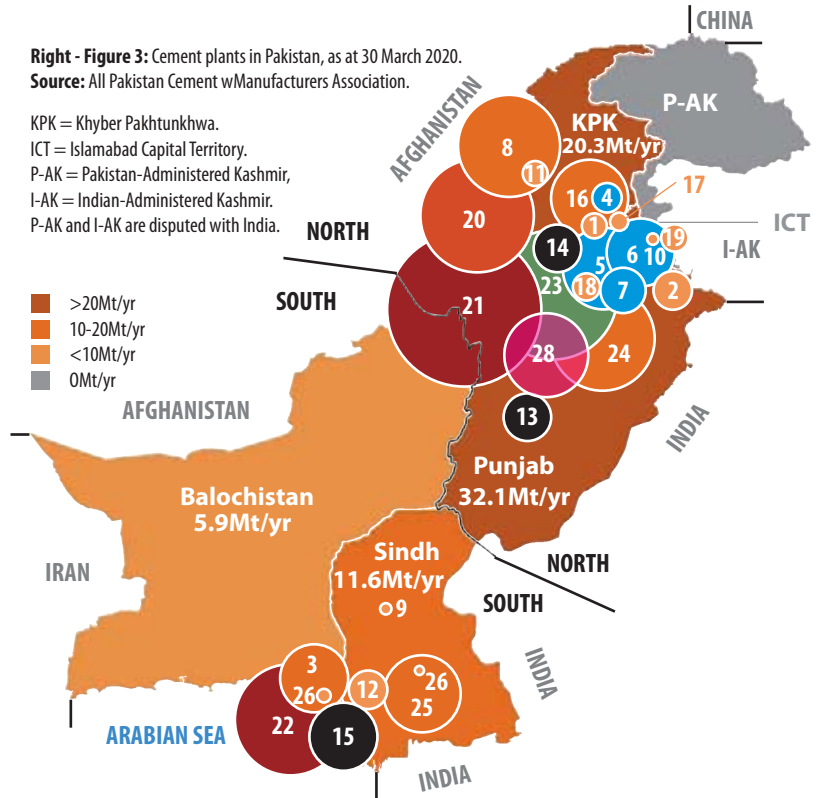 CHINA
Right - Figure 3: Cement plants in Pakistan, as at 30 March 2020.
Source: All Pakistan Cement wManufacturers Association.
KPK = Khyber Pakhtunkhwa.
ICT = Islamabad Capital Territory.
P-AK = Pakistan-Administered Kashmir,
I-AK = Indian-Administered Kashmir.
P-AK and I-AK are disputed with India.
AFGHANISTAN
P-AK
KPK
20.3Mt/yr
8
11
16
4
17
20
1
ICT
NORTH
14
6
10
19
I-AK
5
SOUTH
21
23
18
7
2
>20Mt/yr
10-20Mt/yr
<10Mt/yr
0Mt/yr
28
24
AFGHANISTAN
13
INDIA
Punjab
32.1Mt/yr
Balochistan
5.9Mt/yr
IRAN
Sindh
11.6Mt/yr
NORTH
SOUTH
9
3
26
12
26
25
INDIA
ARABIAN SEA
22
15
INDIA